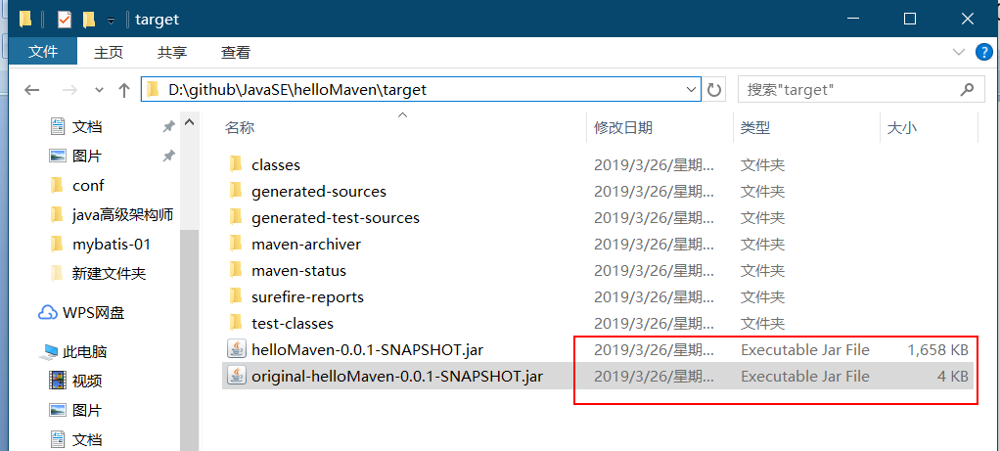 target
文件 主页 共享 查看
D:\github\JavaSE\helloMaven\target 搜索"target"
名称 修改日期 类型 大小
文档
图片
conf
java高级架构师
mybatis-01
新建文件夹
WPS网盘
此电脑
视频
图片
文档
classes 2019/3/26/星期... 文件夹
generated-sources 2019/3/26/星期... 文件夹
generated-test-sources 2019/3/26/星期... 文件夹
maven-archiver 2019/3/26/星期... 文件夹
maven-status 2019/3/26/星期... 文件夹
surefire-reports 2019/3/26/星期... 文件夹
test-classes 2019/3/26/星期... 文件夹
helloMaven-0.0.1-SNAPSHOT.jar 2019/3/26/星期... Executable Jar File 1,658 KB
original-helloMaven-0.0.1-SNAPSHOT.jar 2019/3/26/星期... Executable Jar File 4 KB